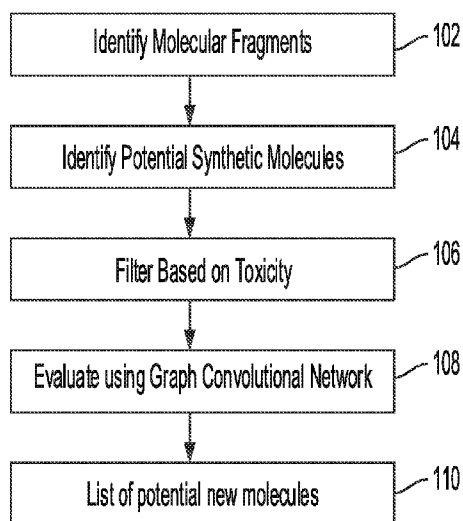 Identify Molecular Fragments 102
Identify Potential Synthetic Molecules 104
Filter Based on Toxicity 106
Evaluate using Graph Convolutional Network 108
List of potential new molecules 110